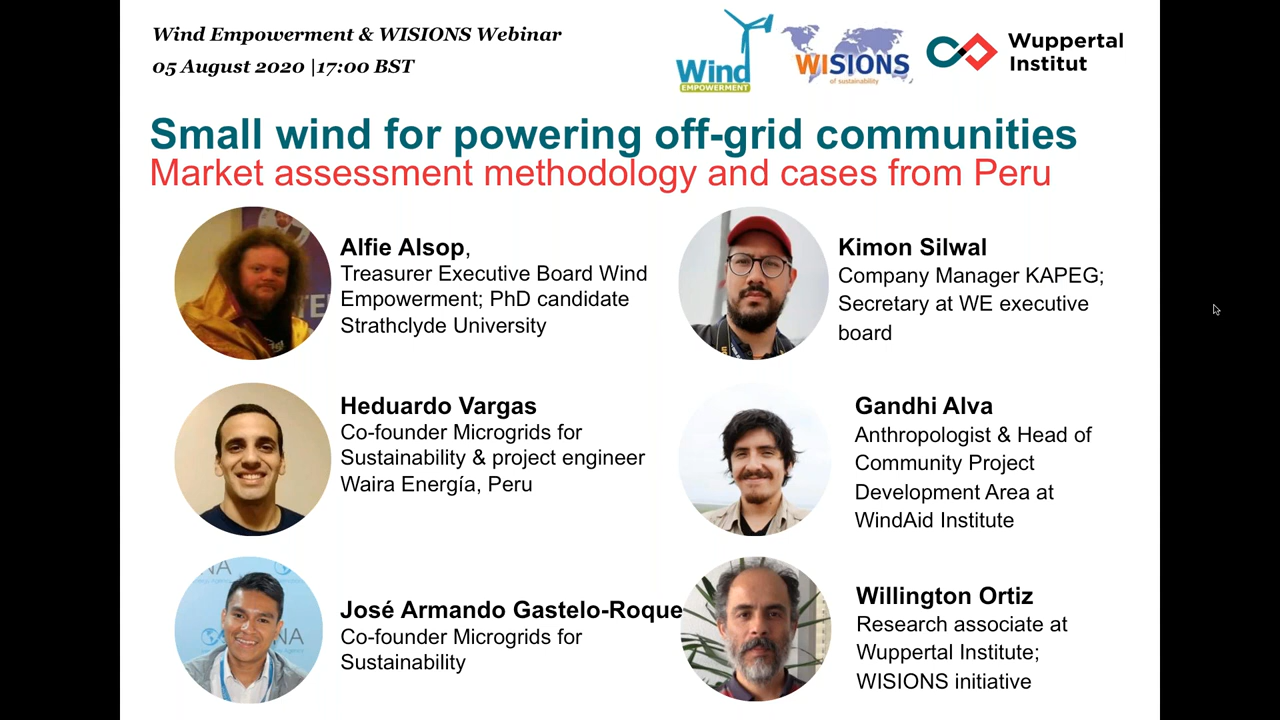 Wind Empowerment & WISIONS Webinar
05 August 2020 |17:00 BST
Wind
EMPOWERMENT
WISIONS
of sustainability
Wuppertal
Institut
Small wind for powering off-grid communities
Market assessment methodology and cases from Peru
Alfie Alsop,
Treasurer Executive Board Wind
Empowerment; PhD candidate
Strathclyde University
Kimon Silwal
Company Manager KAPEG;
Secretary at WE executive
board
Heduardo Vargas
Co-founder Microgrids for
Sustainability & project engineer
Waira Energía, Peru
Gandhi Alva
Anthropologist & Head of
Community Project
Development Area at
WindAid Institute
José Armando Gastelo-Roque
Co-founder Microgrids for
Sustainability
Willington Ortiz
Research associate at
Wuppertal Institute;
WISIONS initiative